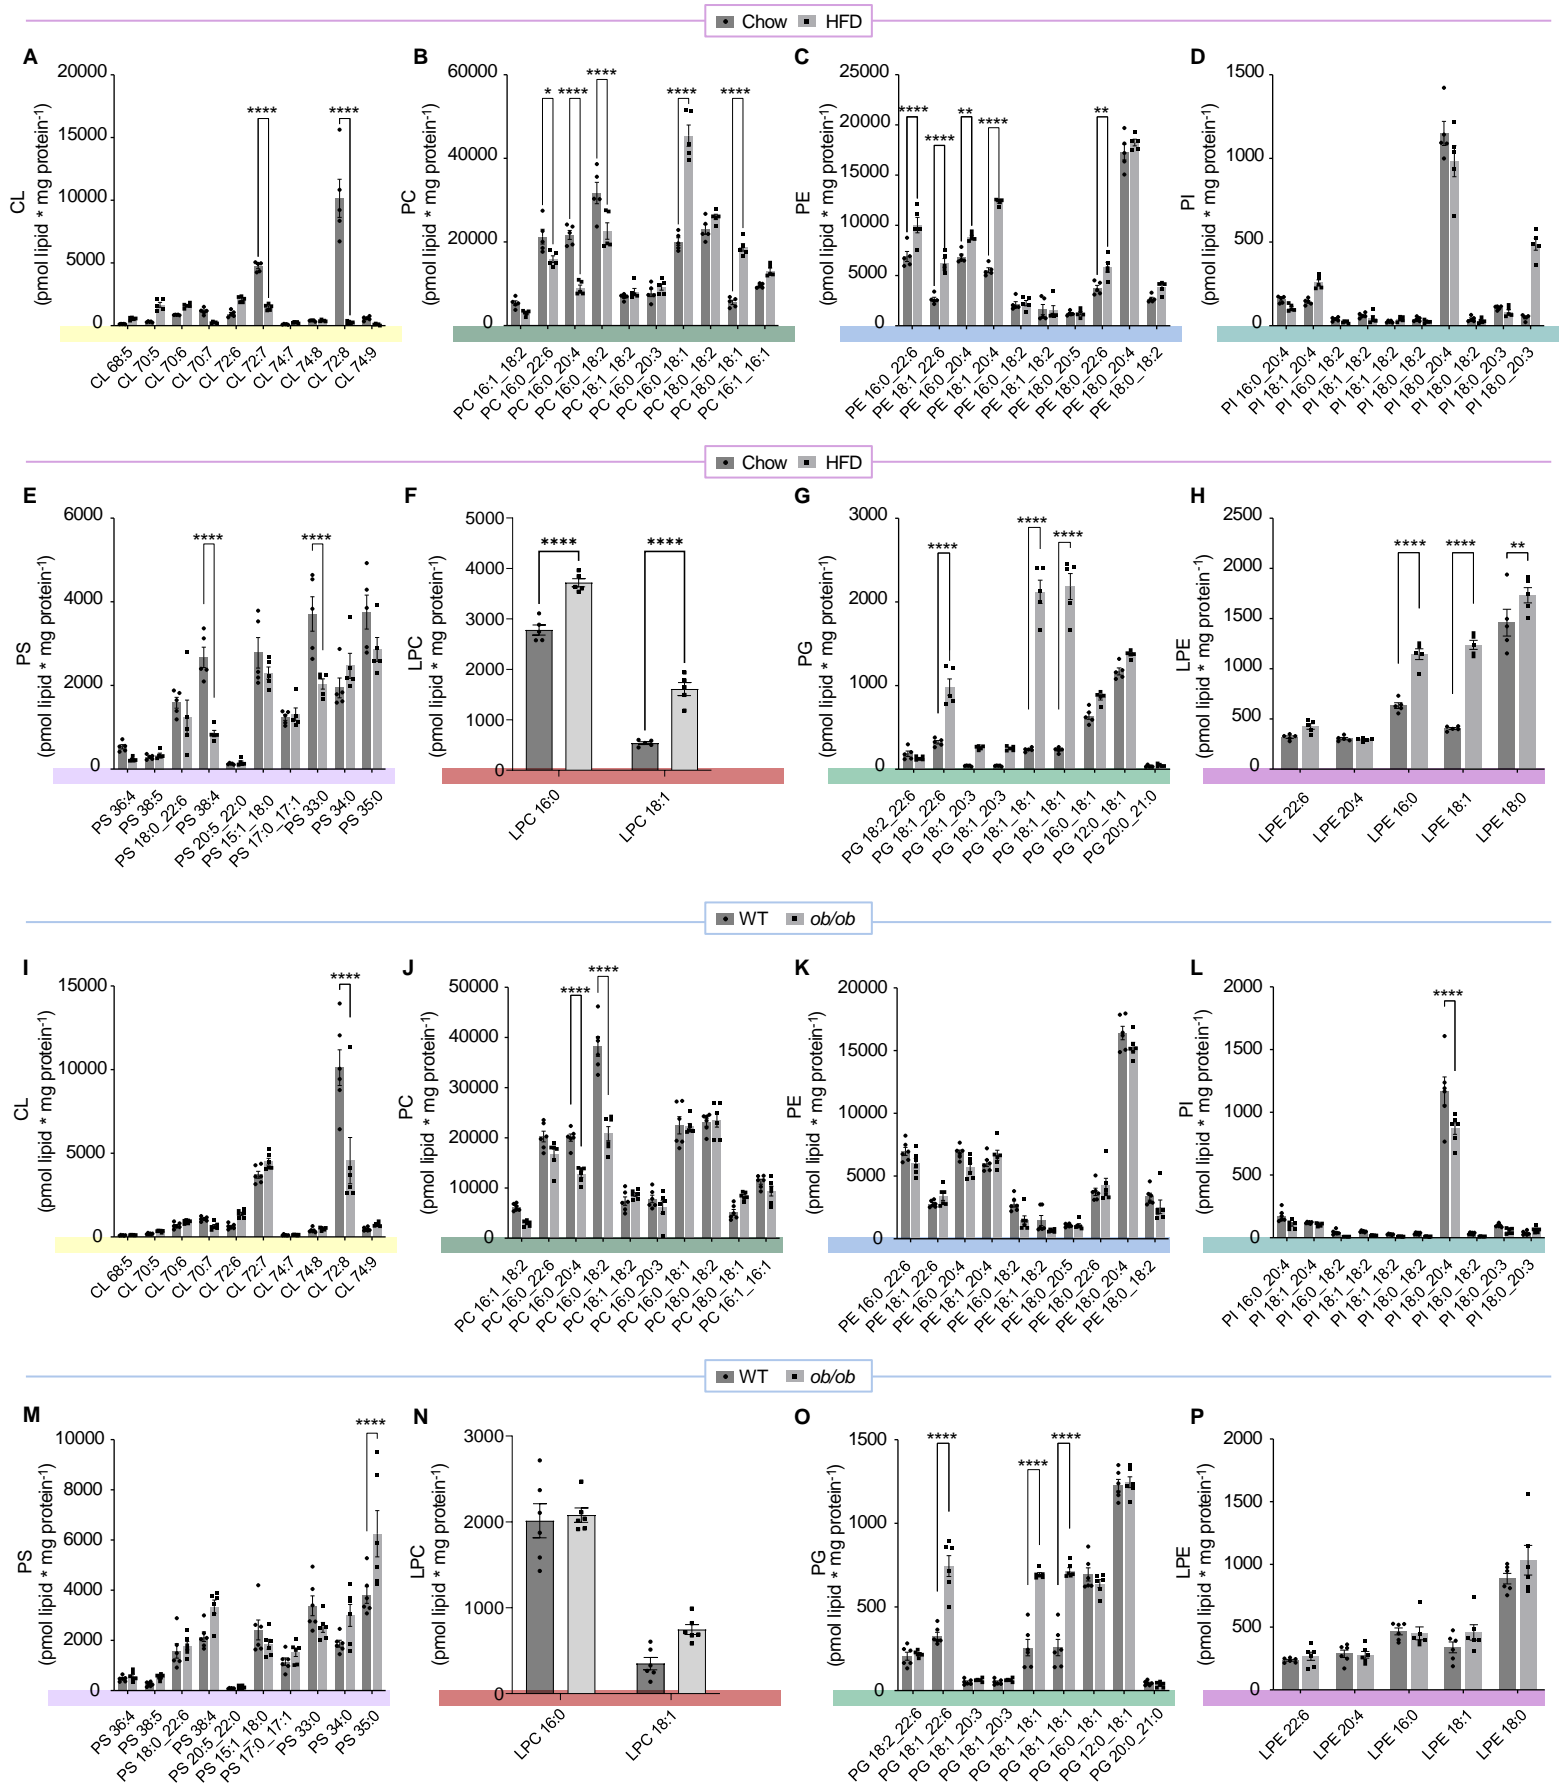 Chow HFD
A B C D
CL
(pmol lipid * mg protein-1)
20000
15000
10000
5000
0
**** ****
CL 68:5 CL 70:5 CL 70:6 CL 70:7 CL 72:6 CL 72:7 CL 74:7 CL 74:8 CL 72:8 CL 74:9
PC
(pmol lipid * mg protein-1)
60000
40000
20000
0
* **** **** **** ****
PC 16:1_18:2 PC 16:0_22:6 PC 16:0_20:4 PC 16:0_18:2 PC 18:1_18:2 PC 16:0_20:3 PC 16:0_18:1 PC 18:0_18:2 PC 18:0_18:1 PC 16:1_16:1
PE
(pmol lipid * mg protein-1)
25000
20000
15000
10000
5000
0
**** **** ** **** **
PE 16:0_22:6 PE 18:1_22:6 PE 16:0_20:4 PE 18:1_20:4 PE 16:0_18:2 PE 18:1_18:2 PE 18:0_20:5 PE 18:0_22:6 PE 18:0_20:4 PE 18:0_18:2
PI
(pmol lipid * mg protein-1)
1500
1000
500
0
PI 16:0_20:4 PI 18:1_20:4 PI 16:0_18:2 PI 18:1_18:2 PI 18:1_18:2 PI 18:0_18:2 PI 18:0_20:4 PI 18:0_18:2 PI 18:0_20:3 PI 18:0_20:3
Chow HFD
E F G H
PS
(pmol lipid * mg protein-1)
6000
4000
2000
0
**** ****
PS 36:4 PS 38:5 PS 18:0_22:6 PS 38:4 PS 20:5_22:0 PS 15:1_18:0 PS 17:0_17:1 PS 33:0 PS 34:0 PS 35:0
LPC
(pmol lipid * mg protein-1)
5000
4000
3000
2000
1000
0
**** ****
LPC 16:0 LPC 18:1
PG
(pmol lipid * mg protein-1)
3000
2000
1000
0
**** **** ****
PG 18:2_22:6 PG 18:1_22:6 PG 18:1_20:3 PG 18:1_20:3 PG 18:1_18:1 PG 18:1_18:1 PG 16:0_18:1 PG 12:0_18:1 PG 20:0_21:0
LPE
(pmol lipid * mg protein-1)
2500
2000
1500
1000
500
0
**** **** **
LPE 22:6 LPE 20:4 LPE 16:0 LPE 18:1 LPE 18:0
WT ob/ob
I J K L
CL
(pmol lipid * mg protein-1)
15000
10000
5000
0
****
CL 68:5 CL 70:5 CL 70:6 CL 70:7 CL 72:6 CL 72:7 CL 74:7 CL 74:8 CL 72:8 CL 74:9
PC
(pmol lipid * mg protein-1)
50000
40000
30000
20000
10000
0
**** ****
PC 16:1_18:2 PC 16:0_22:6 PC 16:0_20:4 PC 16:0_18:2 PC 18:1_18:2 PC 16:0_20:3 PC 16:0_18:1 PC 18:0_18:2 PC 18:0_18:1 PC 16:1_16:1
PE
(pmol lipid * mg protein-1)
20000
15000
10000
5000
0
PE 16:0_22:6 PE 18:1_22:6 PE 16:0_20:4 PE 18:1_20:4 PE 16:0_18:2 PE 18:1_18:2 PE 18:0_20:5 PE 18:0_22:6 PE 18:0_20:4 PE 18:0_18:2
PI
(pmol lipid * mg protein-1)
2000
1500
1000
500
0
****
PI 16:0_20:4 PI 18:1_20:4 PI 16:0_18:2 PI 18:1_18:2 PI 18:1_18:2 PI 18:0_18:2 PI 18:0_20:4 PI 18:0_18:2 PI 18:0_20:3 PI 18:0_20:3
WT ob/ob
M N O P
PS
(pmol lipid * mg protein-1)
10000
8000
6000
4000
2000
0
****
PS 36:4 PS 38:5 PS 18:0_22:6 PS 38:4 PS 20:5_22:0 PS 15:1_18:0 PS 17:0_17:1 PS 33:0 PS 34:0 PS 35:0
LPC
(pmol lipid * mg protein-1)
3000
2000
1000
0
LPC 16:0 LPC 18:1
PG
(pmol lipid * mg protein-1)
1500
1000
500
0
**** **** ****
PG 18:2_22:6 PG 18:1_22:6 PG 18:1_20:3 PG 18:1_20:3 PG 18:1_18:1 PG 18:1_18:1 PG 16:0_18:1 PG 12:0_18:1 PG 20:0_21:0
LPE
(pmol lipid * mg protein-1)
2000
1500
1000
500
0
LPE 22:6 LPE 20:4 LPE 16:0 LPE 18:1 LPE 18:0